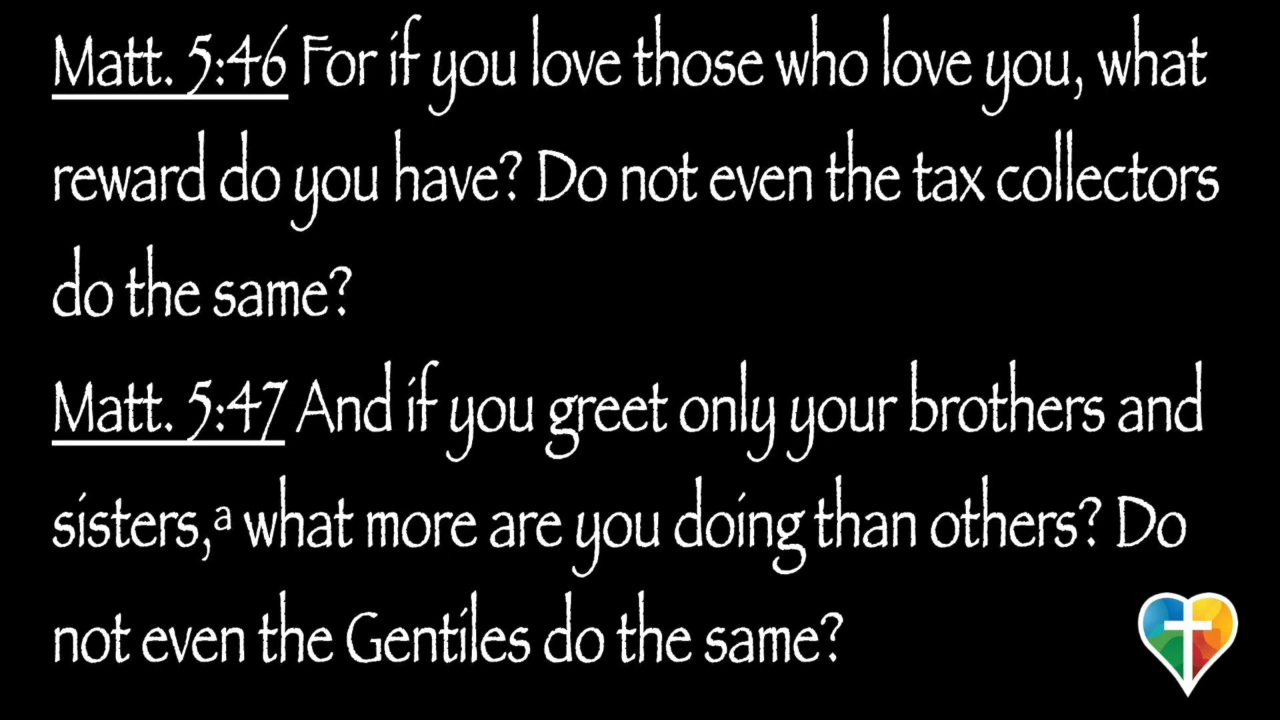 Matt. 5:46 For if you love those who love you, what
reward do you have? Do not even the tax collectors
do the same?
Matt. 5:47 And if you greet only your brothers and
sisters,ᵃ what more are you doing than others? Do
not even the Gentiles do the same?